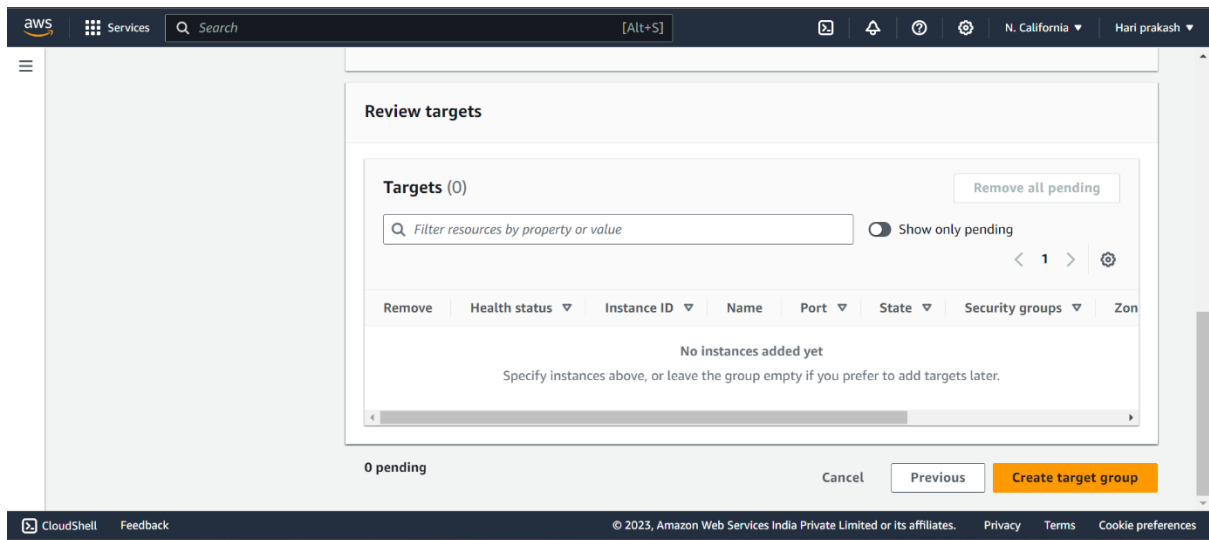 aws Services Search [Alt+S] N. California Hari prakash
Review targets
Targets (0) Remove all pending
Filter resources by property or value Show only pending
1
Remove Health status Instance ID Name Port State Security groups Zon
No instances added yet
Specify instances above, or leave the group empty if you prefer to add targets later.
0 pending
Cancel Previous Create target group
CloudShell Feedback © 2023, Amazon Web Services India Private Limited or its affiliates. Privacy Terms Cookie preferences